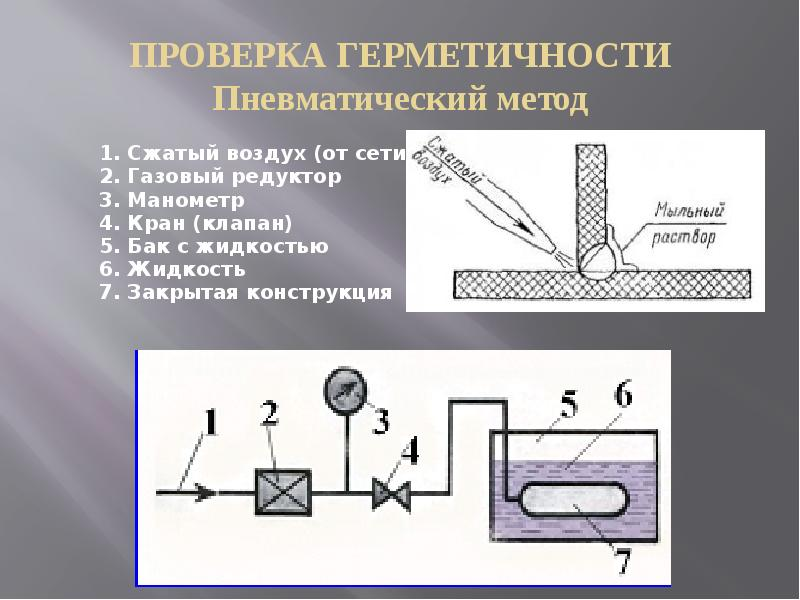 ПРОВЕРКА ГЕРМЕТИЧНОСТИ
Пневматический метод
1. Сжатый воздух (от сети
2. Газовый редуктор
3. Манометр
4. Кран (клапан)
5. Бак с жидкостью
6. Жидкость
7. Закрытая конструкция
Сжатый
воздух
Мыльный
раствор
1
2
3
4
5
6
7